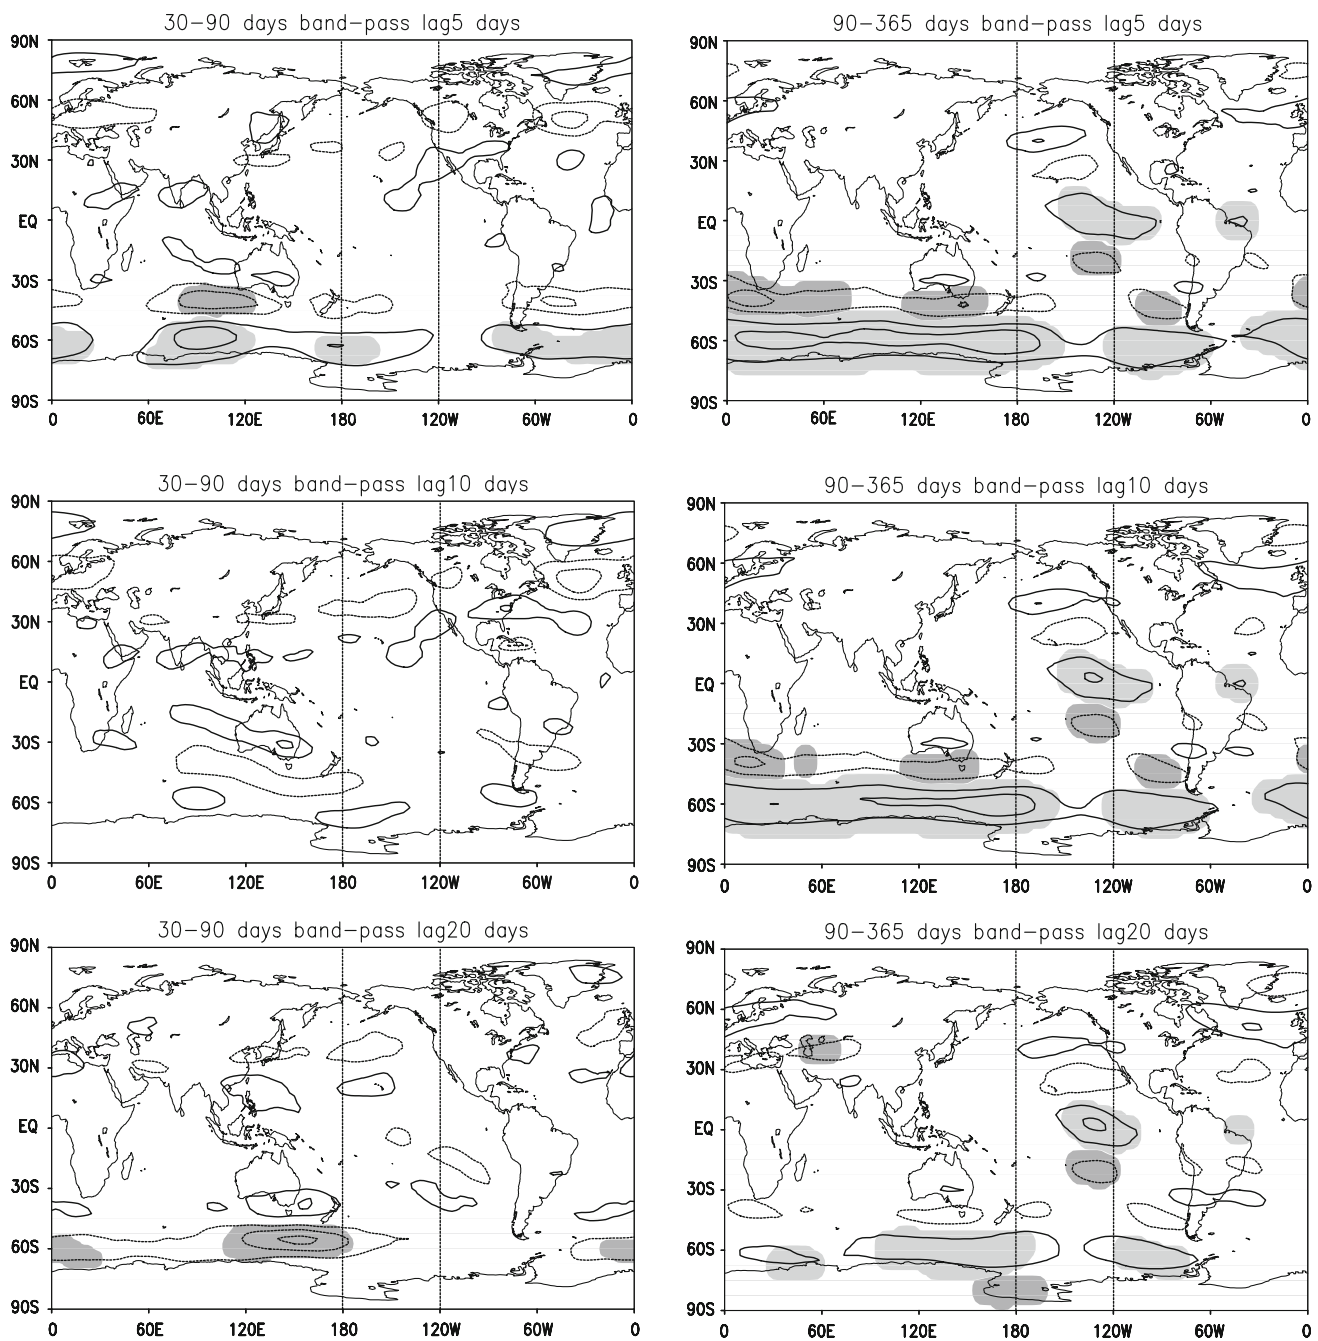 30-90 days band-pass lag5 days
90N
60N
30N
EQ
30S
60S
90S
0 60E 120E 180 120W 60W 0
90-365 days band-pass lag5 days
90N
60N
30N
EQ
30S
60S
90S
0 60E 120E 180 120W 60W 0
30-90 days band-pass lag10 days
90N
60N
30N
EQ
30S
60S
90S
0 60E 120E 180 120W 60W 0
90-365 days band-pass lag10 days
90N
60N
30N
EQ
30S
60S
90S
0 60E 120E 180 120W 60W 0
30-90 days band-pass lag20 days
90N
60N
30N
EQ
30S
60S
90S
0 60E 120E 180 120W 60W 0
90-365 days band-pass lag20 days
90N
60N
30N
EQ
30S
60S
90S
0 60E 120E 180 120W 60W 0